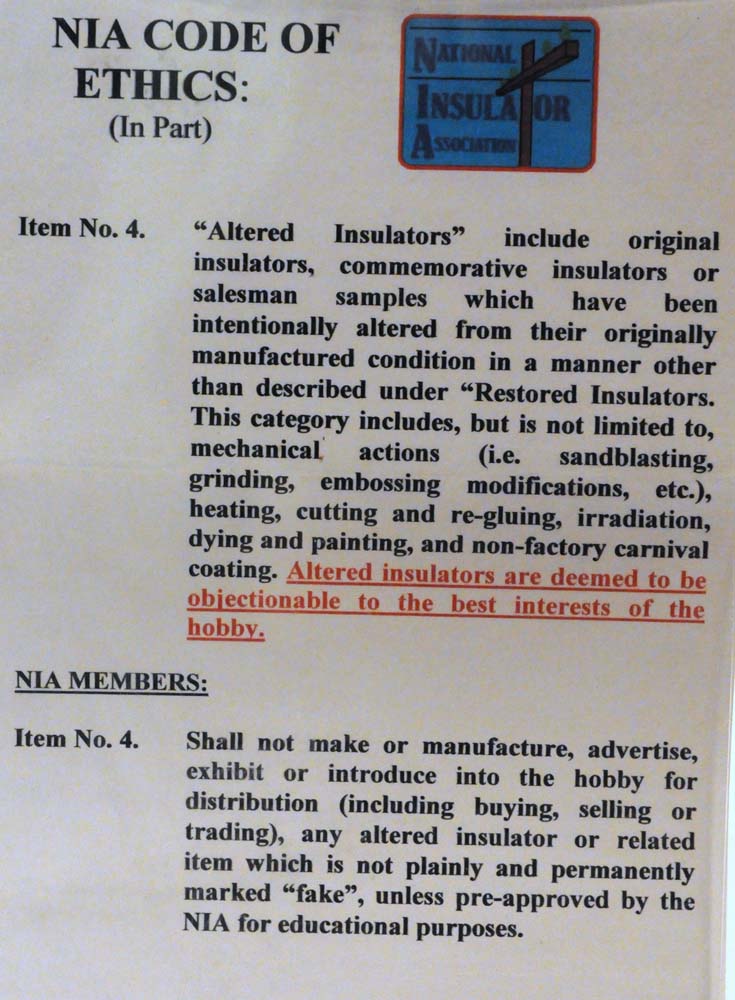 NIA CODE OF
ETHICS:
(In Part)
NATIONAL
INSULATOR
ASSOCIATION
Item No. 4. “Altered Insulators” include original
insulators, commemorative insulators or
salesman samples which have been
intentionally altered from their originally
manufactured condition in a manner other
than described under “Restored Insulators.
This category includes, but is not limited to,
mechanical actions (i.e. sandblasting,
grinding, embossing modifications, etc.),
heating, cutting and re-gluing, irradiation,
dying and painting, and non-factory carnival
coating. Altered insulators are deemed to be
objectionable to the best interests of the
hobby.
NIA MEMBERS:
Item No. 4. Shall not make or manufacture, advertise,
exhibit or introduce into the hobby for
distribution (including buying, selling or
trading), any altered insulator or related
item which is not plainly and permanently
marked “fake”, unless pre-approved by the
NIA for educational purposes.